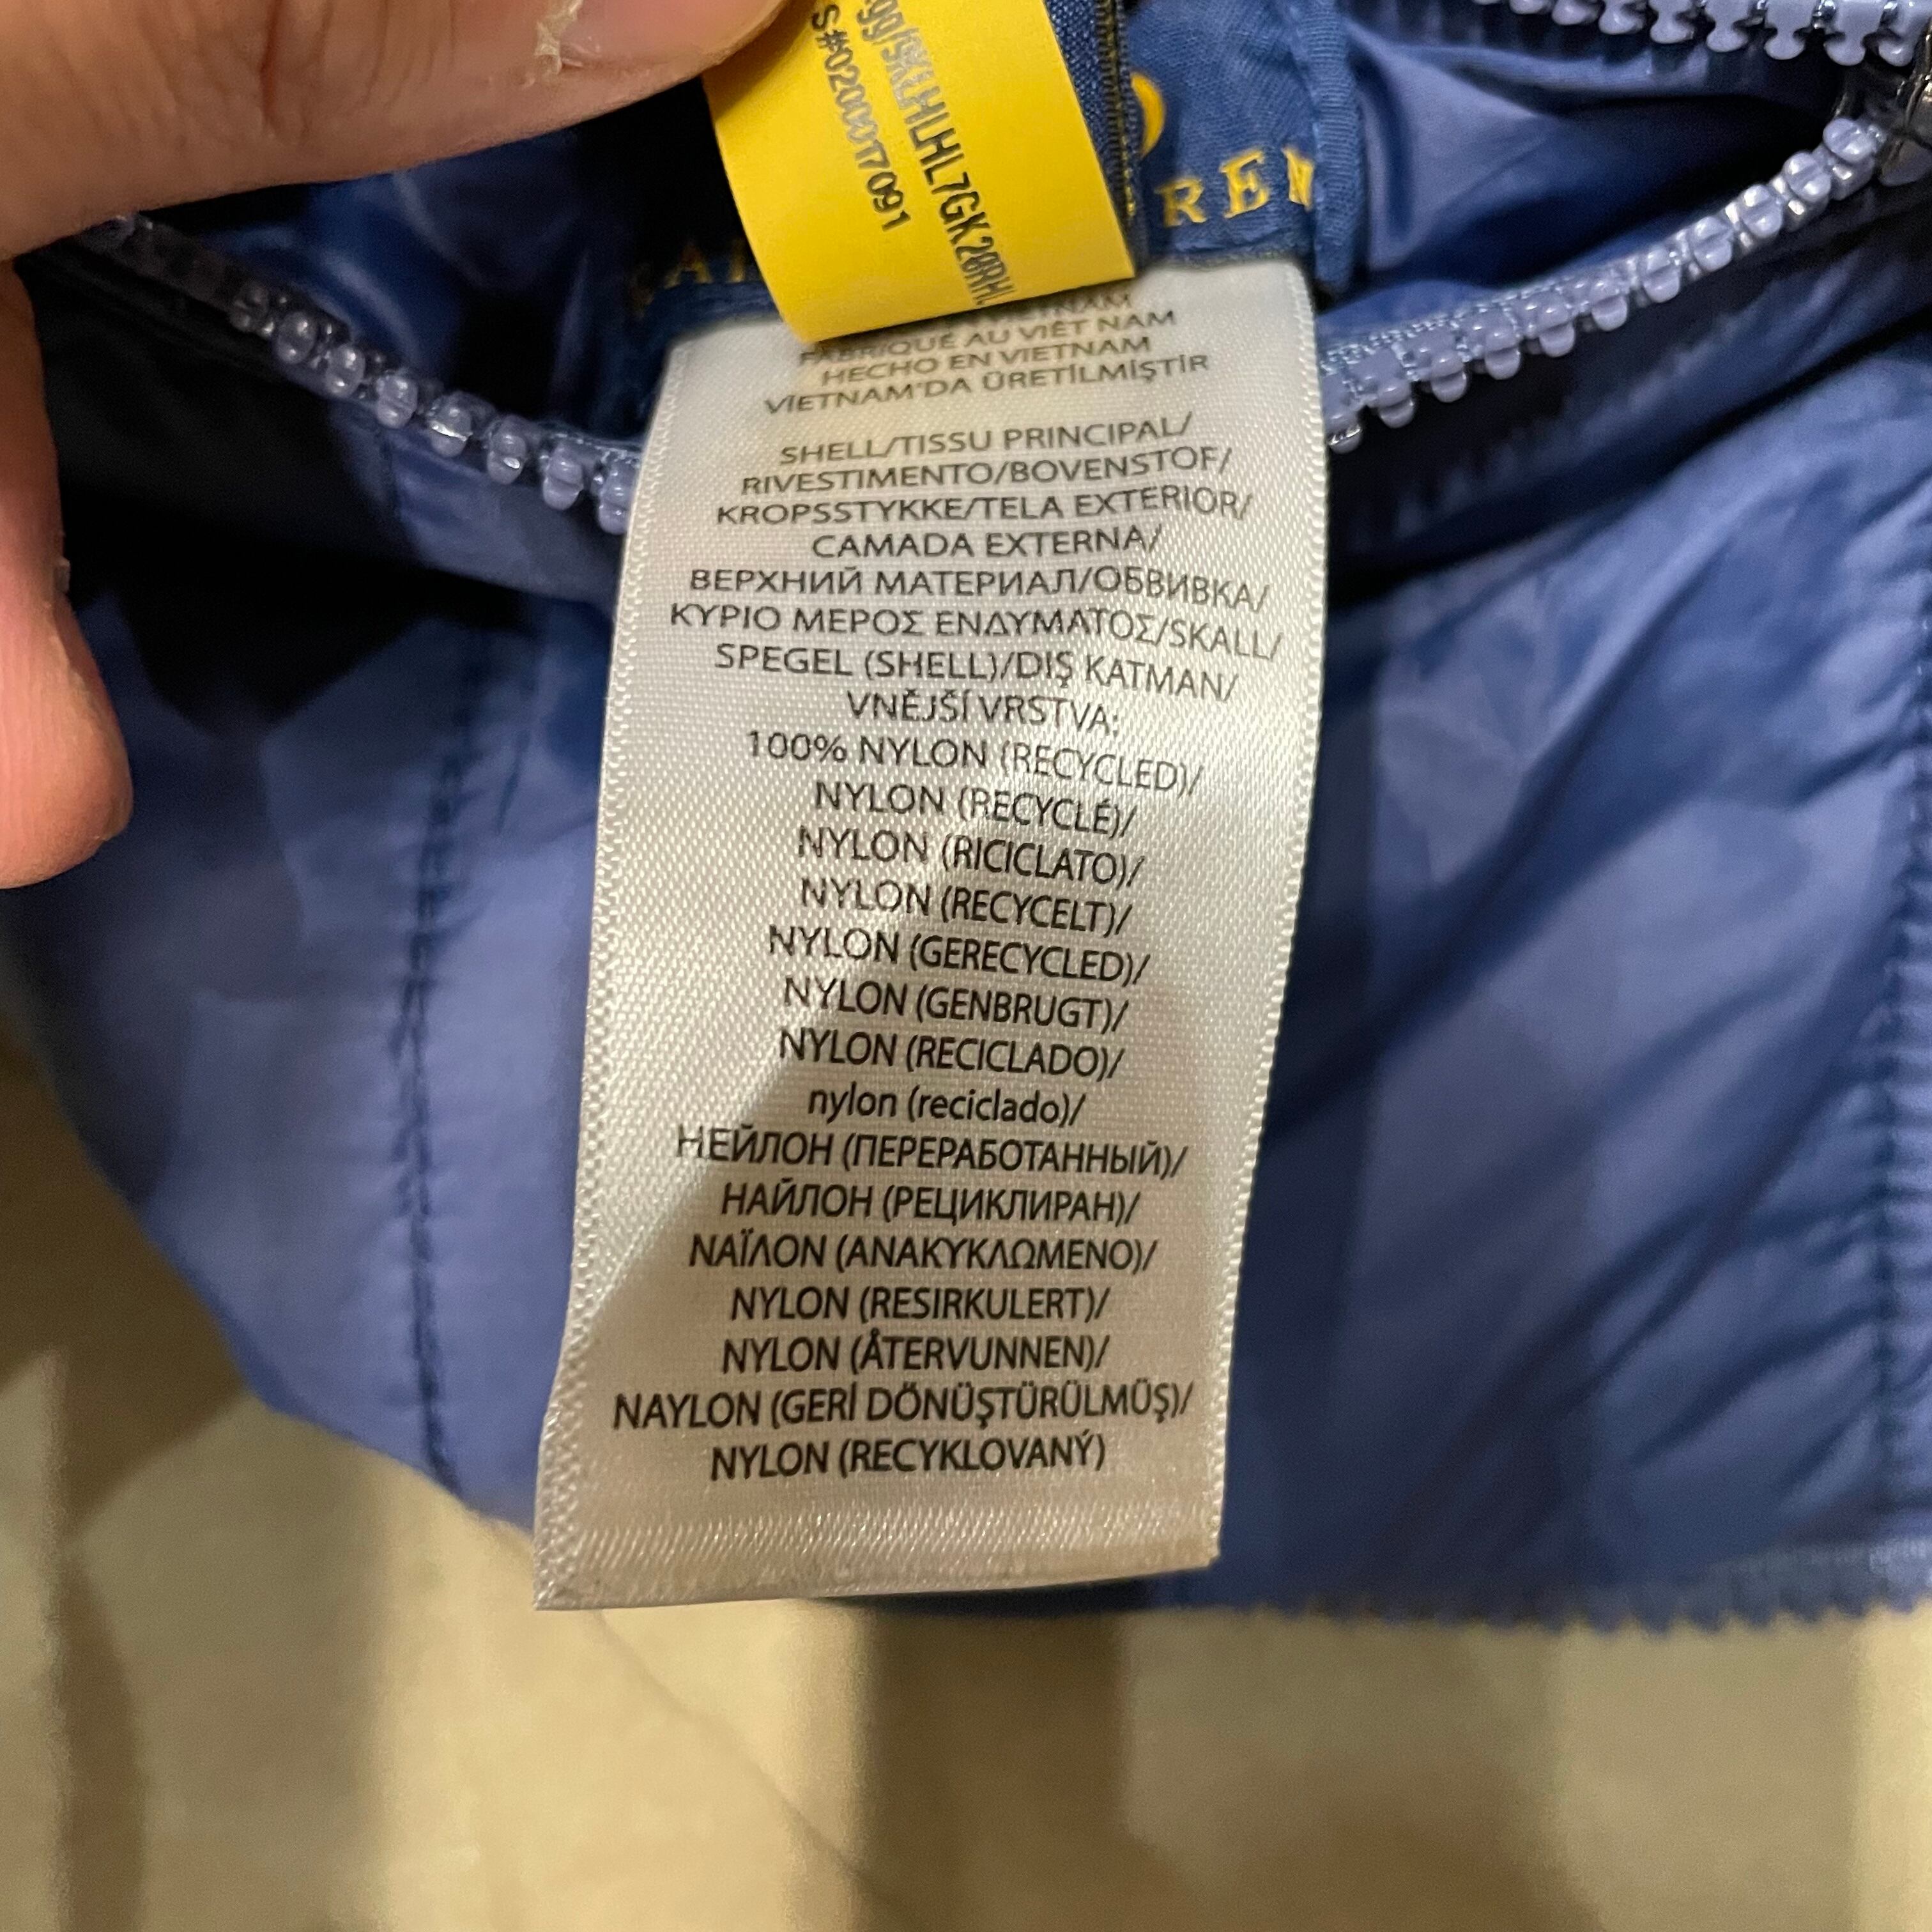 S#0200017091
REN
FABRIQUÉ AU VIÊT NAM
HECHO EN VIETNAM
VIETNAM'DA ÜRETİLMİŞTİR
SHELL/TISSU PRINCIPAL/
RIVESTIMENTO/BOVENSTOF/
KROPSSTYKKE/TELA EXTERIOR/
CAMADA EXTERNA/
ВЕРХНИЙ МАТЕРИАЛ/ОБВИВКА/
ΚΥΡΙΟ ΜΕΡΟΣ ΕΝΔΥΜΑΤΟΣ/SKALL/
SPEGEL (SHELL)/DIŞ KATMAN/
VNĚJŠÍ VRSTVA:
100% NYLON (RECYCLED)/
NYLON (RECYCLÉ)/
NYLON (RICICLATO)/
NYLON (RECYCELT)/
NYLON (GERECYCLED)/
NYLON (GENBRUGT)/
NYLON (RECICLADO)/
nylon (reciclado)/
НЕЙЛОН (ПЕРЕРАБОТАННЫЙ)/
НАЙЛОН (РЕЦИКЛИРАН)/
ΝΑΪΛΟΝ (ΑΝΑΚΥΚΛΩΜΕΝΟ)/
NYLON (RESIRKULERT)/
NYLON (ÅTERVUNNEN)/
NAYLON (GERİ DÖNÜŞTÜRÜLMÜŞ)/
NYLON (RECYKLOVANÝ)